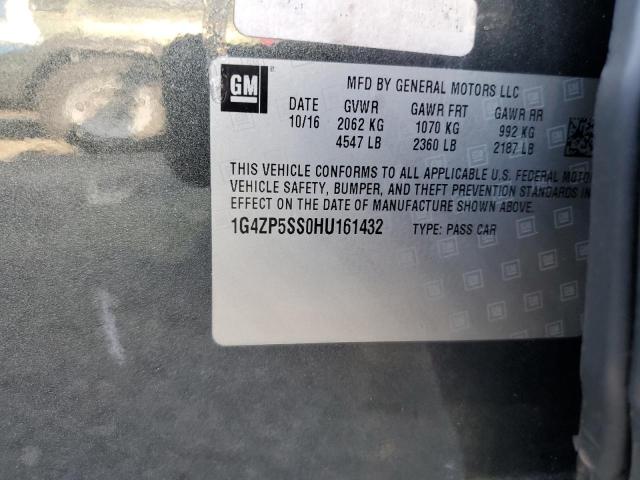 GM
MFD BY GENERAL MOTORS LLC
DATE GVWR GAWR FRT GAWR RR
10/16 2062 KG 1070 KG 992 KG
4547 LB 2360 LB 2187 LB
THIS VEHICLE CONFORMS TO ALL APPLICABLE U.S. FEDERAL MOTO
VEHICLE SAFETY, BUMPER, AND THEFT PREVENTION STANDARDS IN
EFFECT ON THE DATE OF MANUFACTURE SHOWN ABOVE.
1G4ZP5SS0HU161432 TYPE: PASS CAR